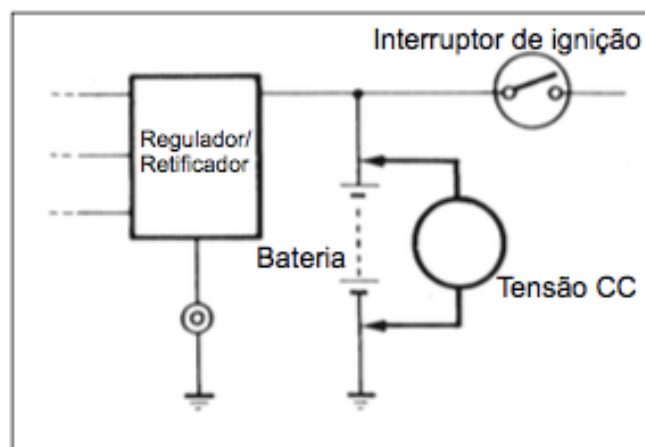 Interruptor de ignição
Regulador/
Retificador
Bateria
Tensão CC